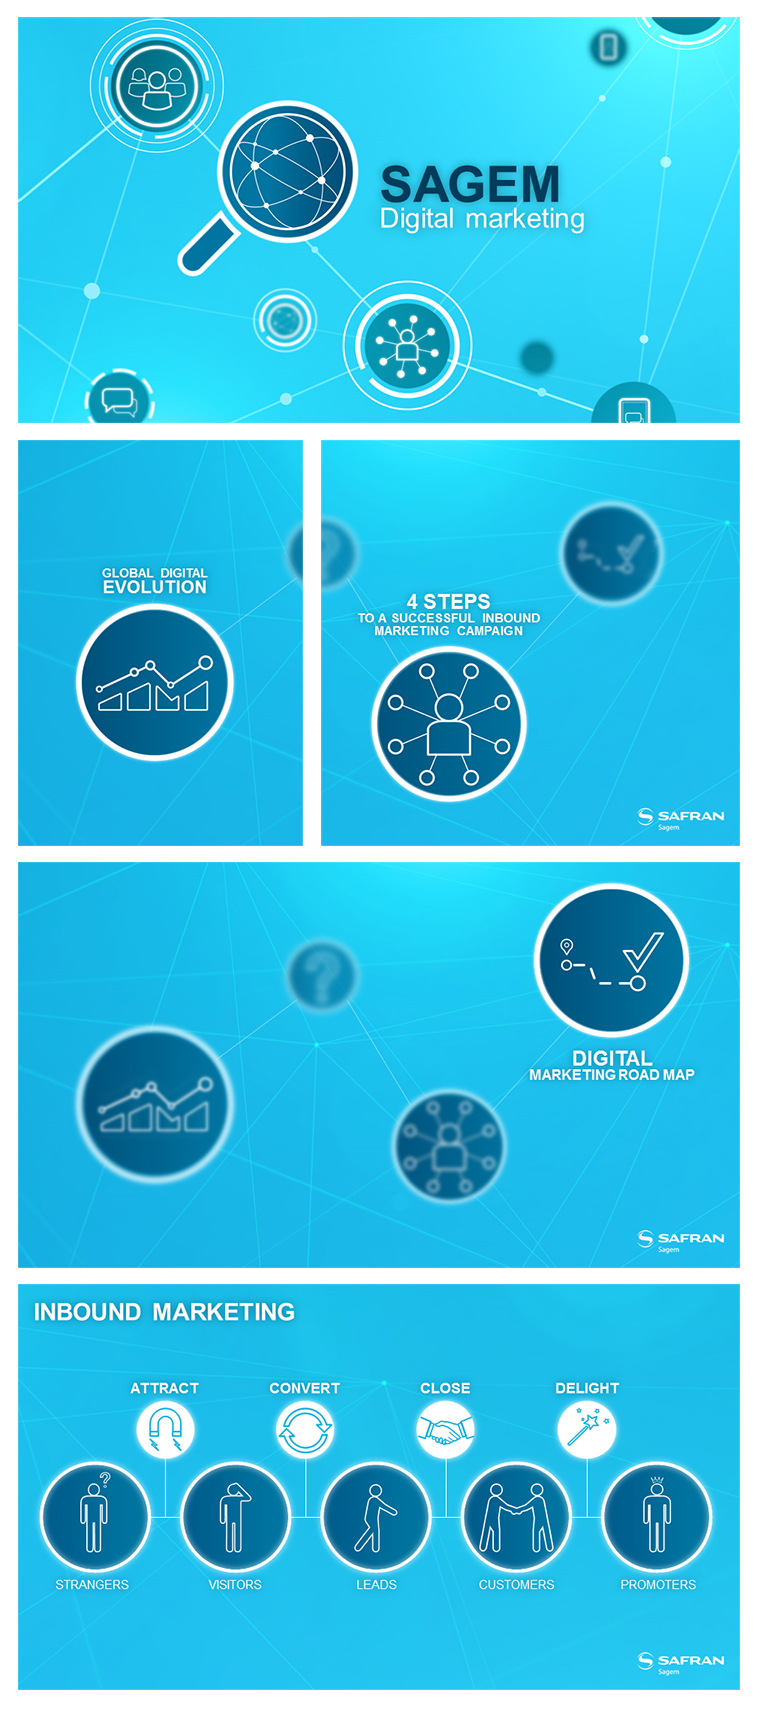 SAGEM
Digital marketing
GLOBAL DIGITAL
EVOLUTION
4 STEPS
TO A SUCCESSFUL INBOUND
MARKETING CAMPAIGN
SAFRAN
Sagem
DIGITAL
MARKETING ROAD MAP
SAFRAN
Sagem
INBOUND MARKETING
ATTRACT CONVERT CLOSE DELIGHT
STRANGERS VISITORS LEADS CUSTOMERS PROMOTERS
SAFRAN
Sagem